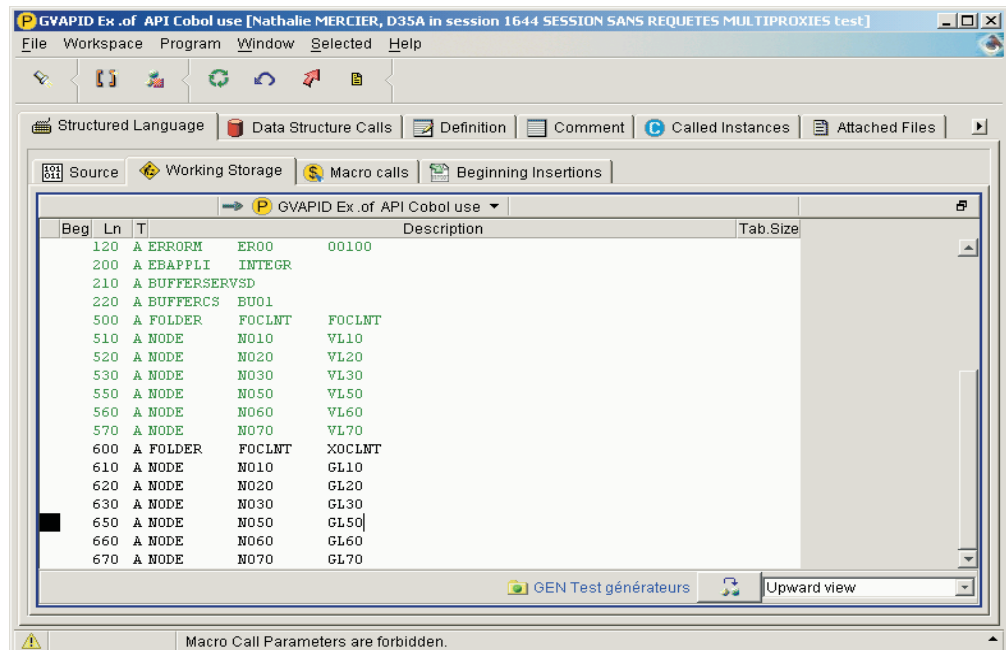 GVAPID Ex .of API Cobol use [Nathalie MERCIER, D35A in session 1644 SESSION SANS REQUETES MULTIPROXIES test]
File Workspace Program Window Selected Help
Structured Language Data Structure Calls Definition Comment Called Instances Attached Files
Source Working Storage Macro calls Beginning Insertions
GVAPID Ex .of API Cobol use
Beg Ln T Description Tab.Size
120 A ERRORM ER00 00100
200 A EBAPPLI INTEGR
210 A BUFFERSERVSD
220 A BUFFERCS BU01
500 A FOLDER FOCLNT FOCLNT
510 A NODE N010 VL10
520 A NODE N020 VL20
530 A NODE N030 VL30
550 A NODE N050 VL50
560 A NODE N060 VL60
570 A NODE N070 VL70
600 A FOLDER FOCLNT XOCLNT
610 A NODE N010 GL10
620 A NODE N020 GL20
630 A NODE N030 GL30
650 A NODE N050 GL50
660 A NODE N060 GL60
670 A NODE N070 GL70
GEN Test générateurs Upward view
Macro Call Parameters are forbidden.